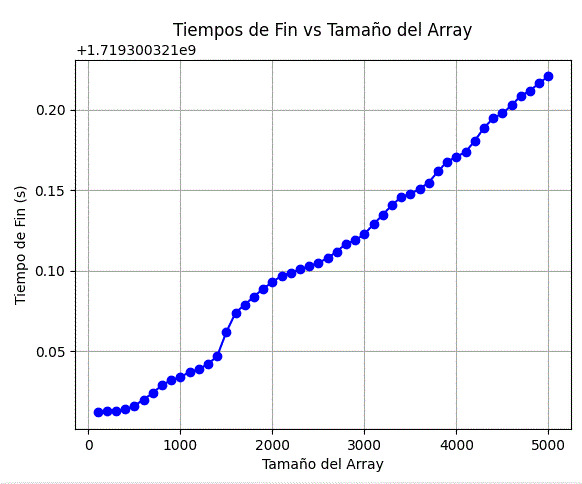 Tiempos de Fin vs Tamaño del Array
+1.719300321e9
0.20
0.15
0.10
0.05
Tiempo de Fin (s)
0 1000 2000 3000 4000 5000
Tamaño del Array